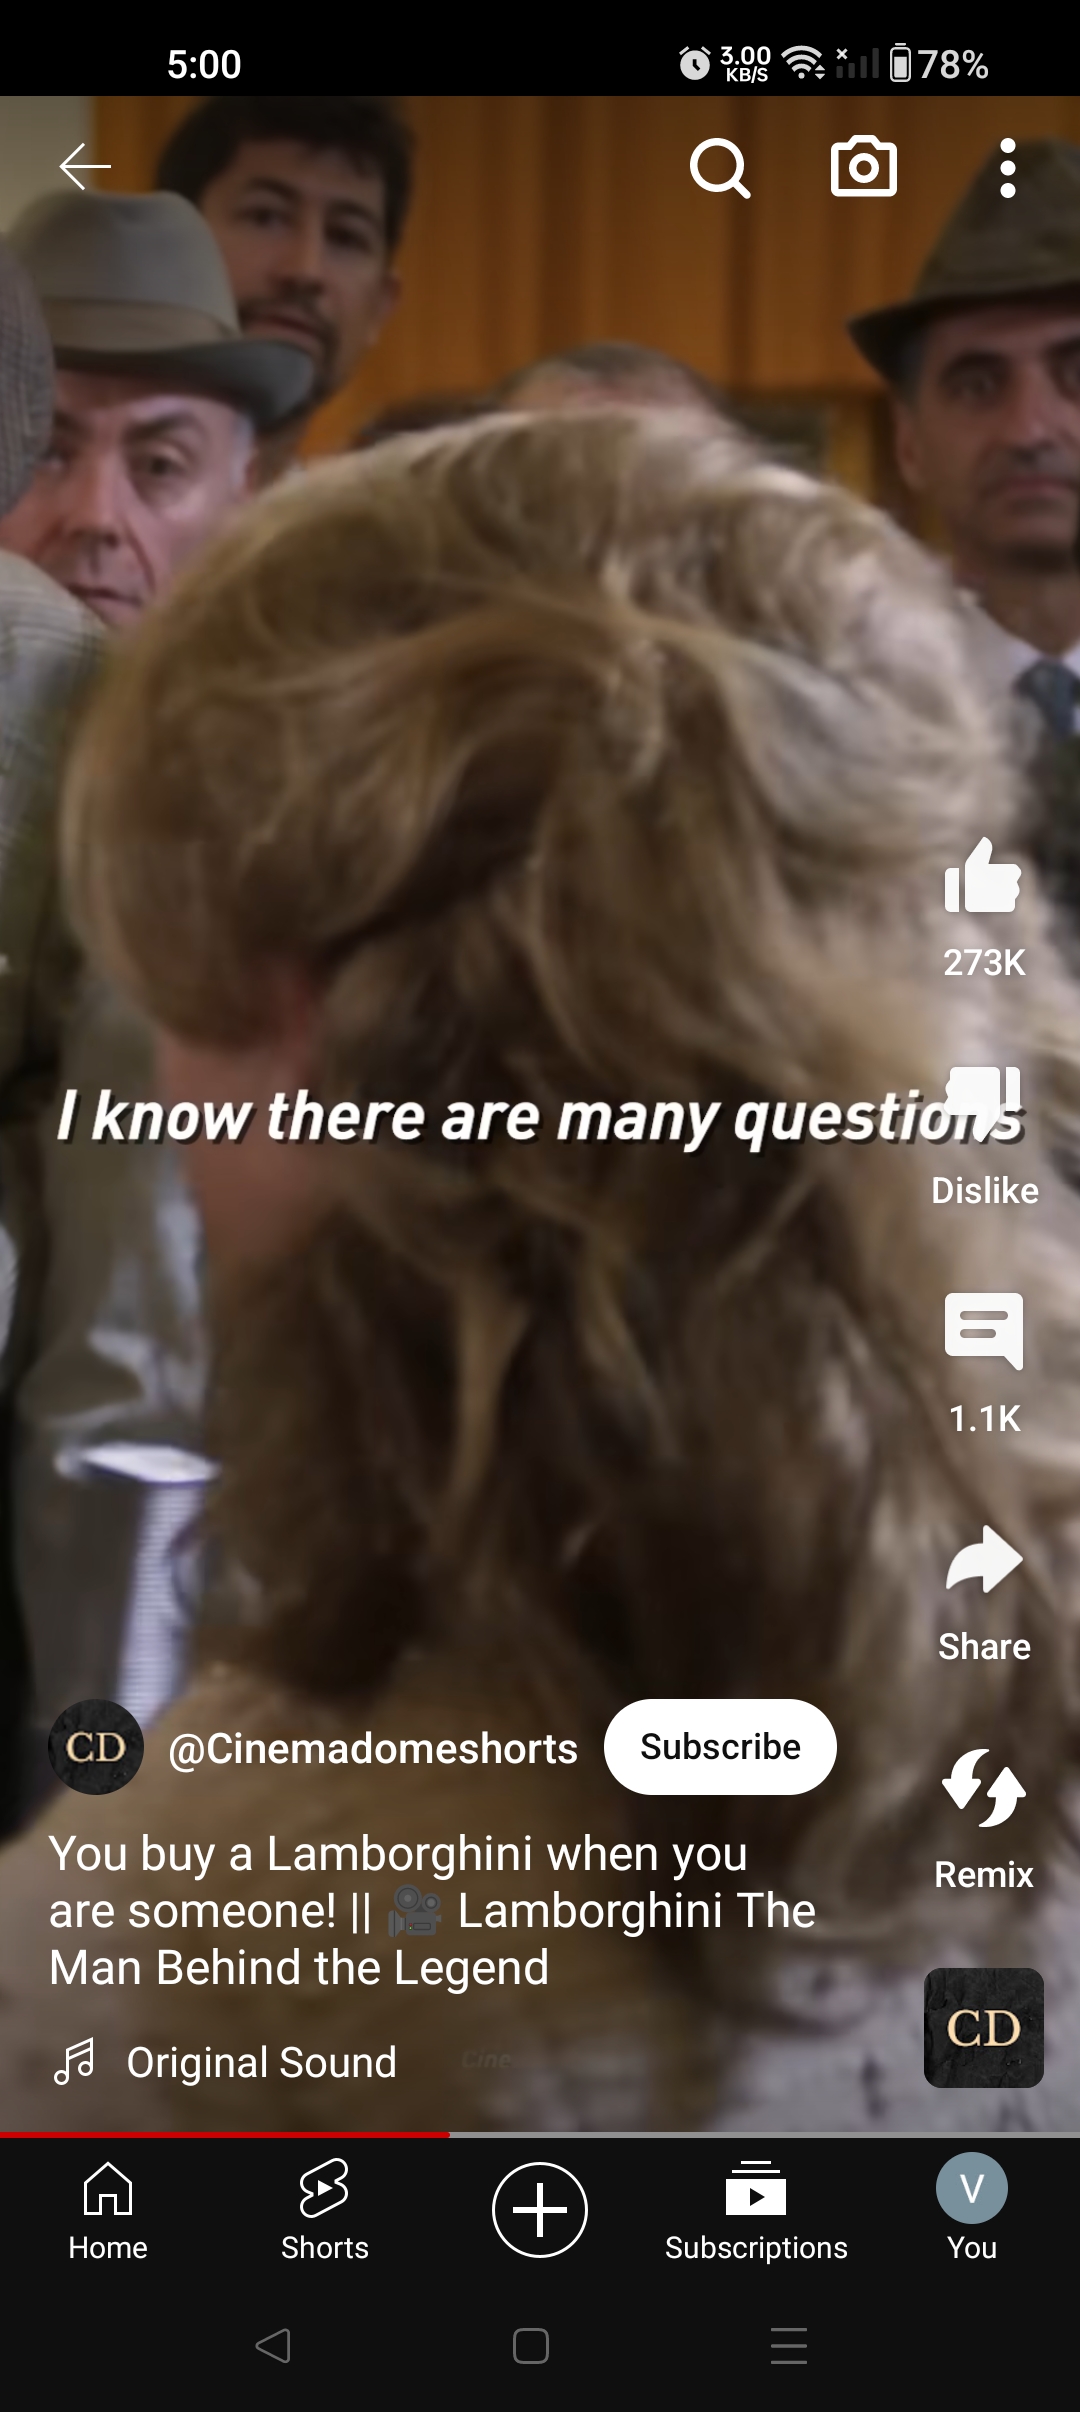 5:00
3.00
KB/S
78%
273K
I know there are many questions
Dislike
1.1K
Share
CD
@Cinemadomeshorts
Subscribe
You buy a Lamborghini when you
are someone! || 🎥 Lamborghini The
Man Behind the Legend
Remix
CD
Original Sound
Cine
Home
Shorts
Subscriptions
V
You